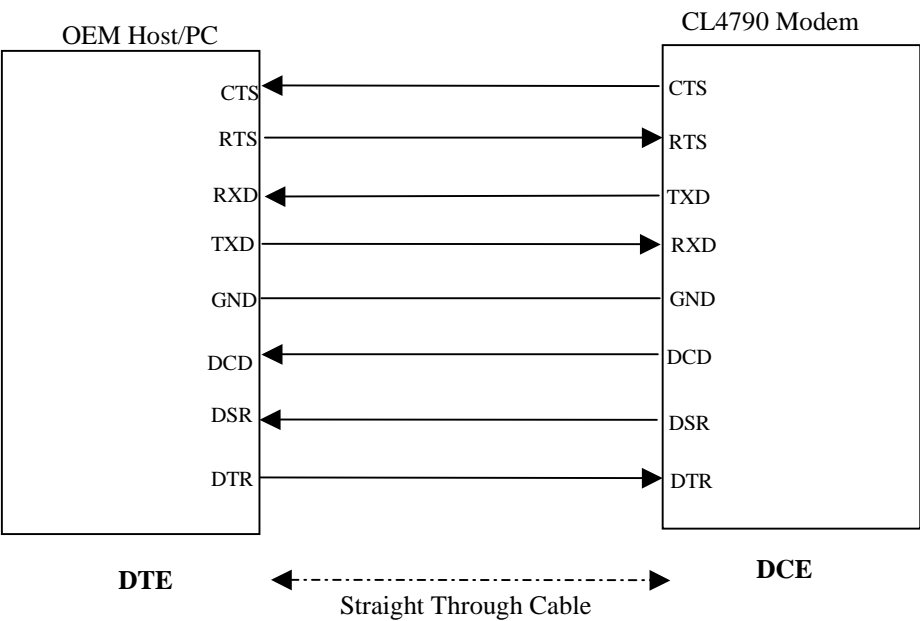 OEM Host/PC
CL4790 Modem
CTS
CTS
RTS
RTS
RXD
TXD
TXD
RXD
GND
GND
DCD
DCD
DSR
DSR
DTR
DTR
DTE
DCE
Straight Through Cable